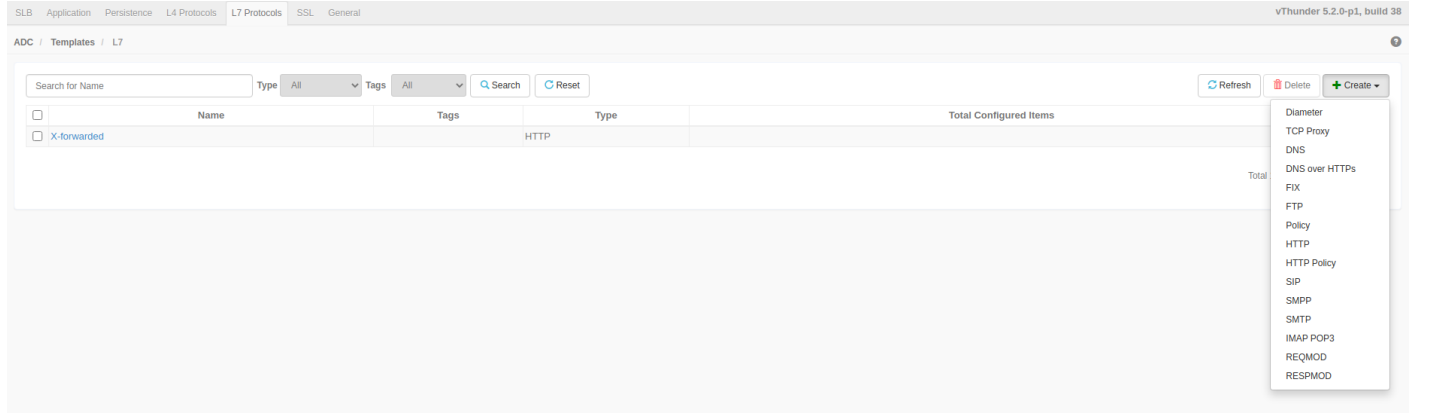 SLB Application Persistence L4 Protocols L7 Protocols SSL General vThunder 5.2.0-p1, build 38
ADC / Templates / L7
Search for Name Type All Tags All Search Reset Refresh Delete Create
Name Tags Type Total Configured Items
X-forwarded HTTP
Total
Diameter
TCP Proxy
DNS
DNS over HTTPs
FIX
FTP
Policy
HTTP
HTTP Policy
SIP
SMPP
SMTP
IMAP POP3
REQMOD
RESPMOD